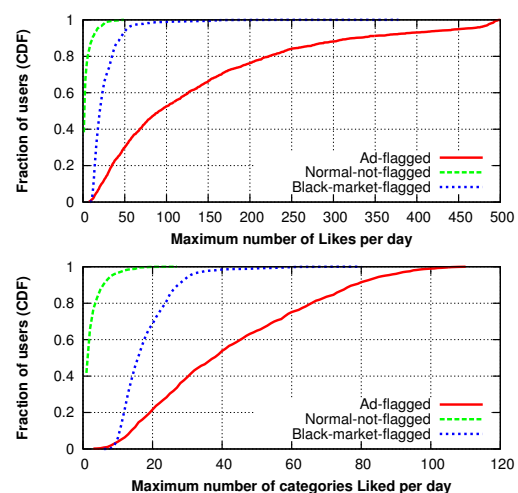 1
0.8
0.6
0.4
0.2
0
Fraction of users (CDF)
Ad-flagged
Normal-not-flagged
Black-market-flagged
0 50 100 150 200 250 300 350 400 450 500
Maximum number of Likes per day
1
0.8
0.6
0.4
0.2
0
Fraction of users (CDF)
Ad-flagged
Normal-not-flagged
Black-market-flagged
0 20 40 60 80 100 120
Maximum number of categories Liked per day